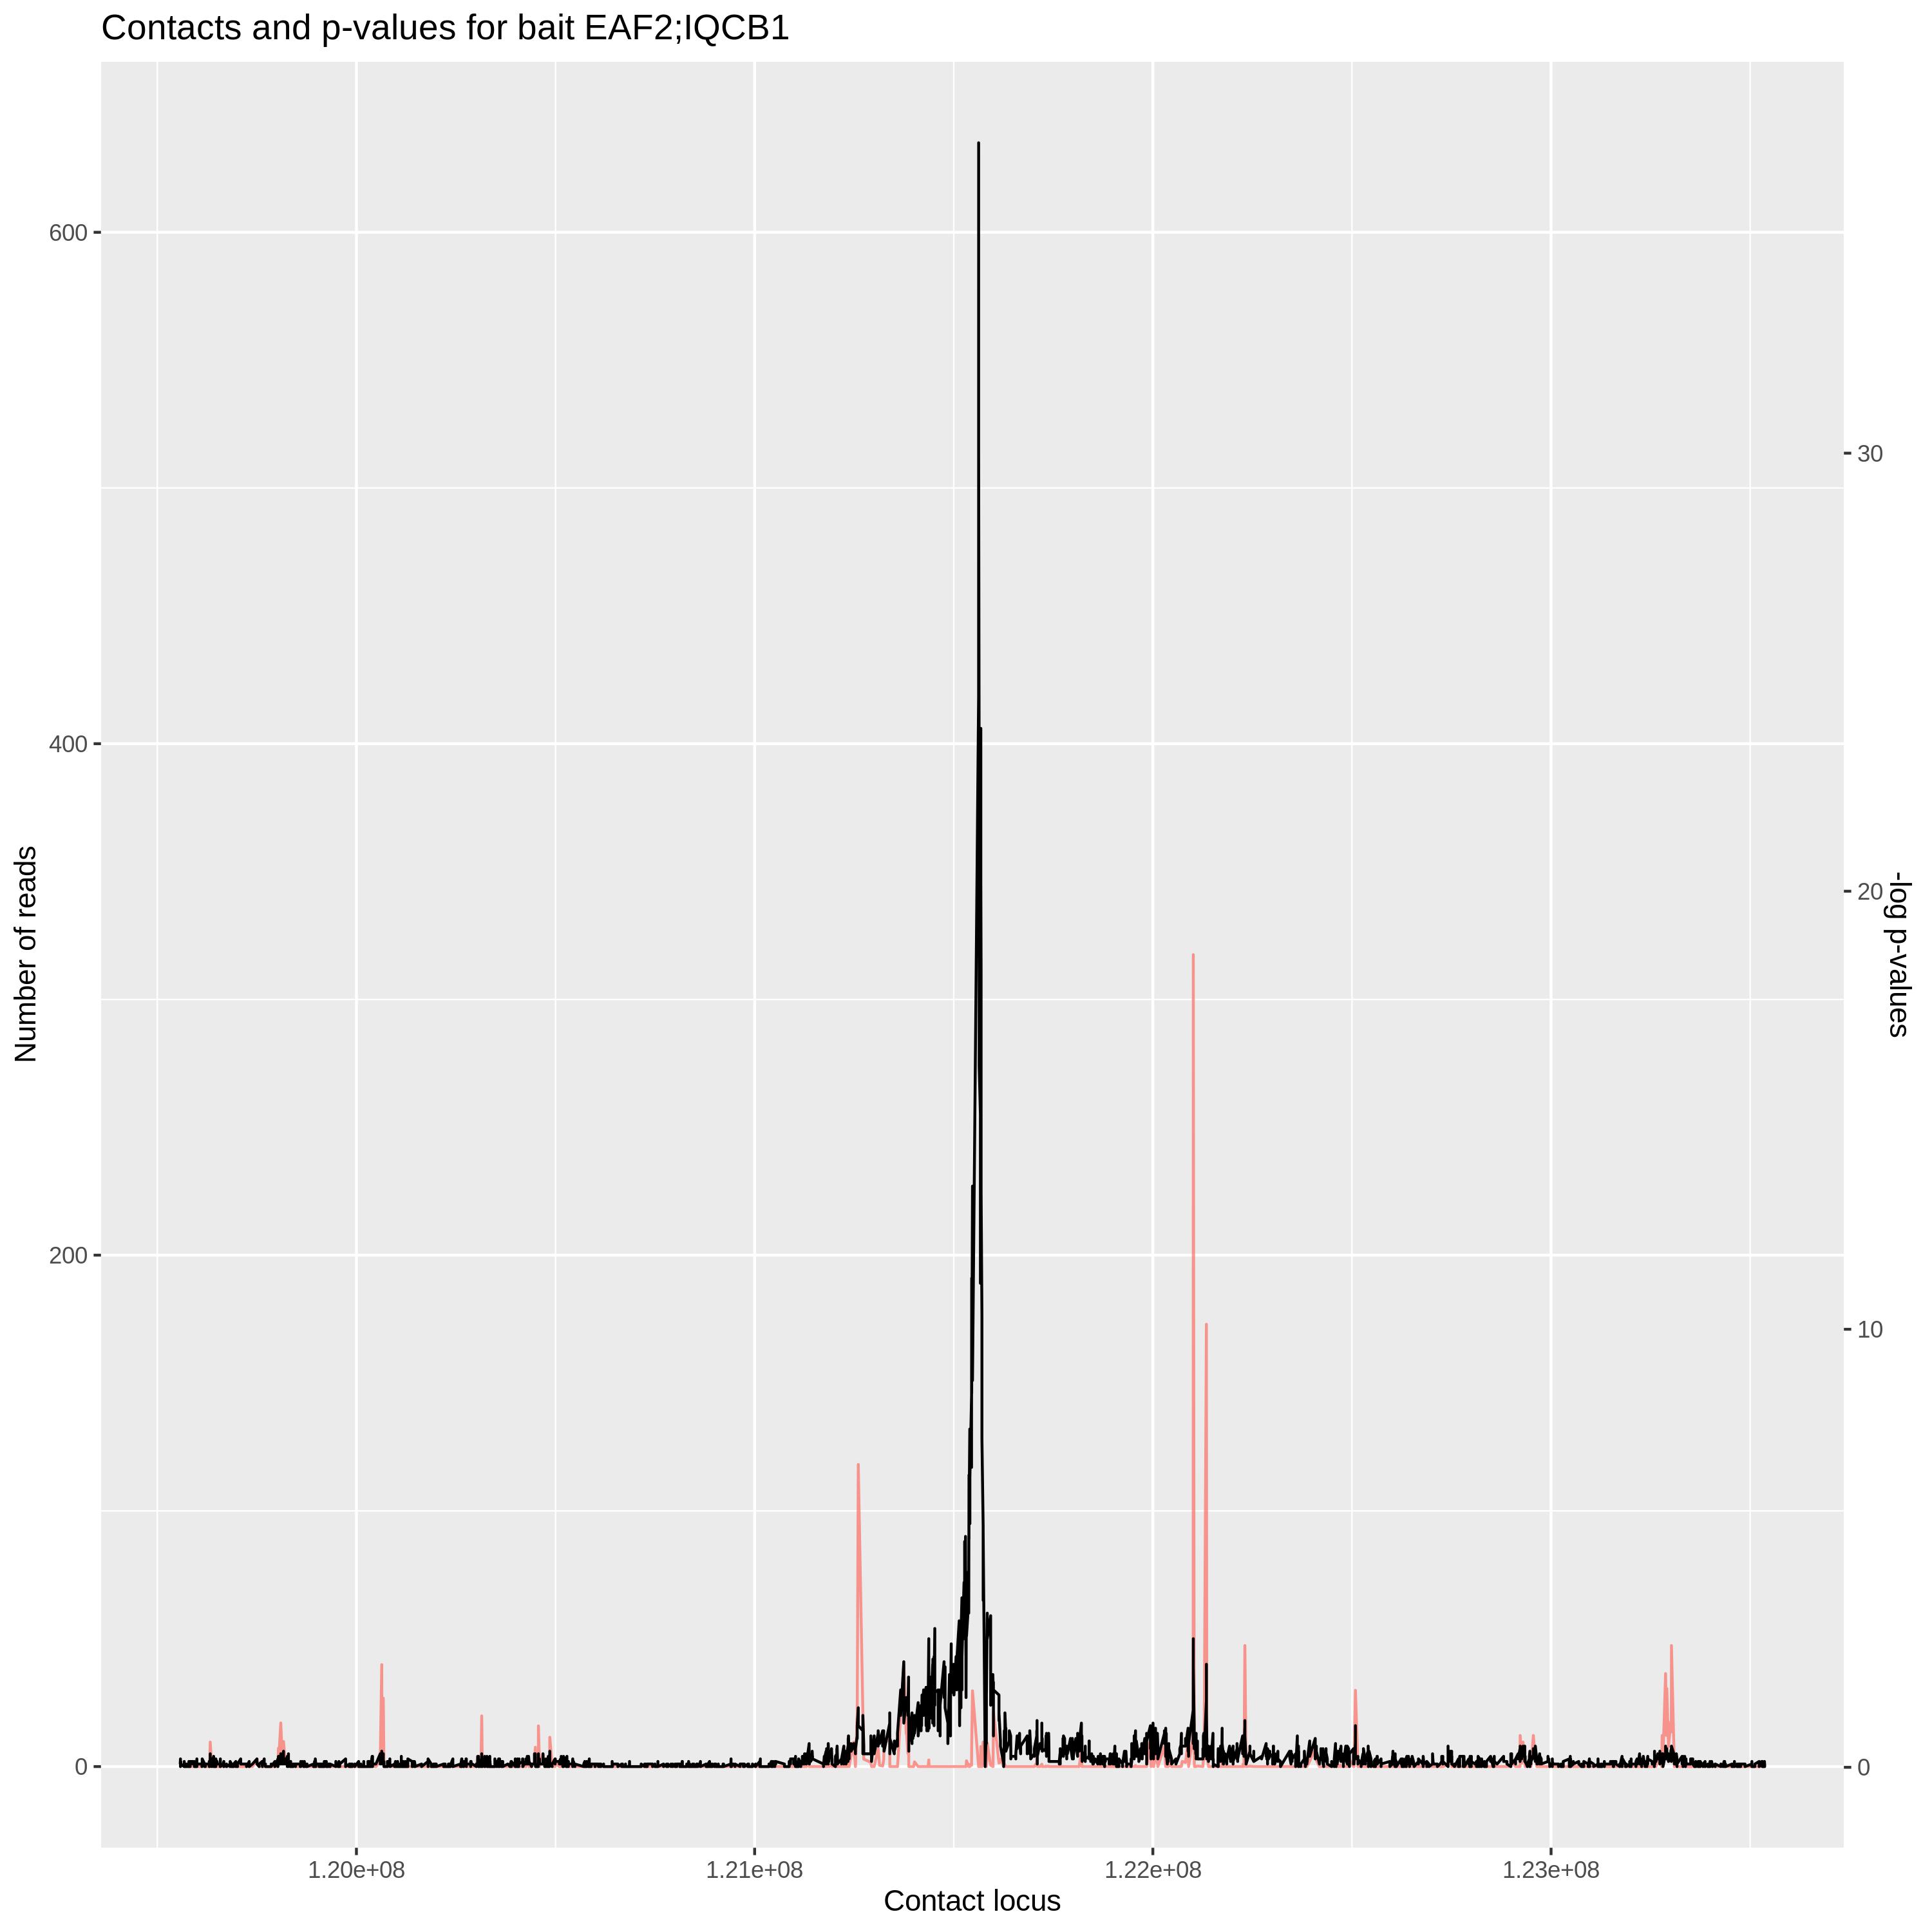 Contacts and p-values for bait EAF2;IQCB1
Number of reads
600
400
200
0
30
20
10
0
-log p-values
1.20e+08
1.21e+08
1.22e+08
1.23e+08
Contact locus